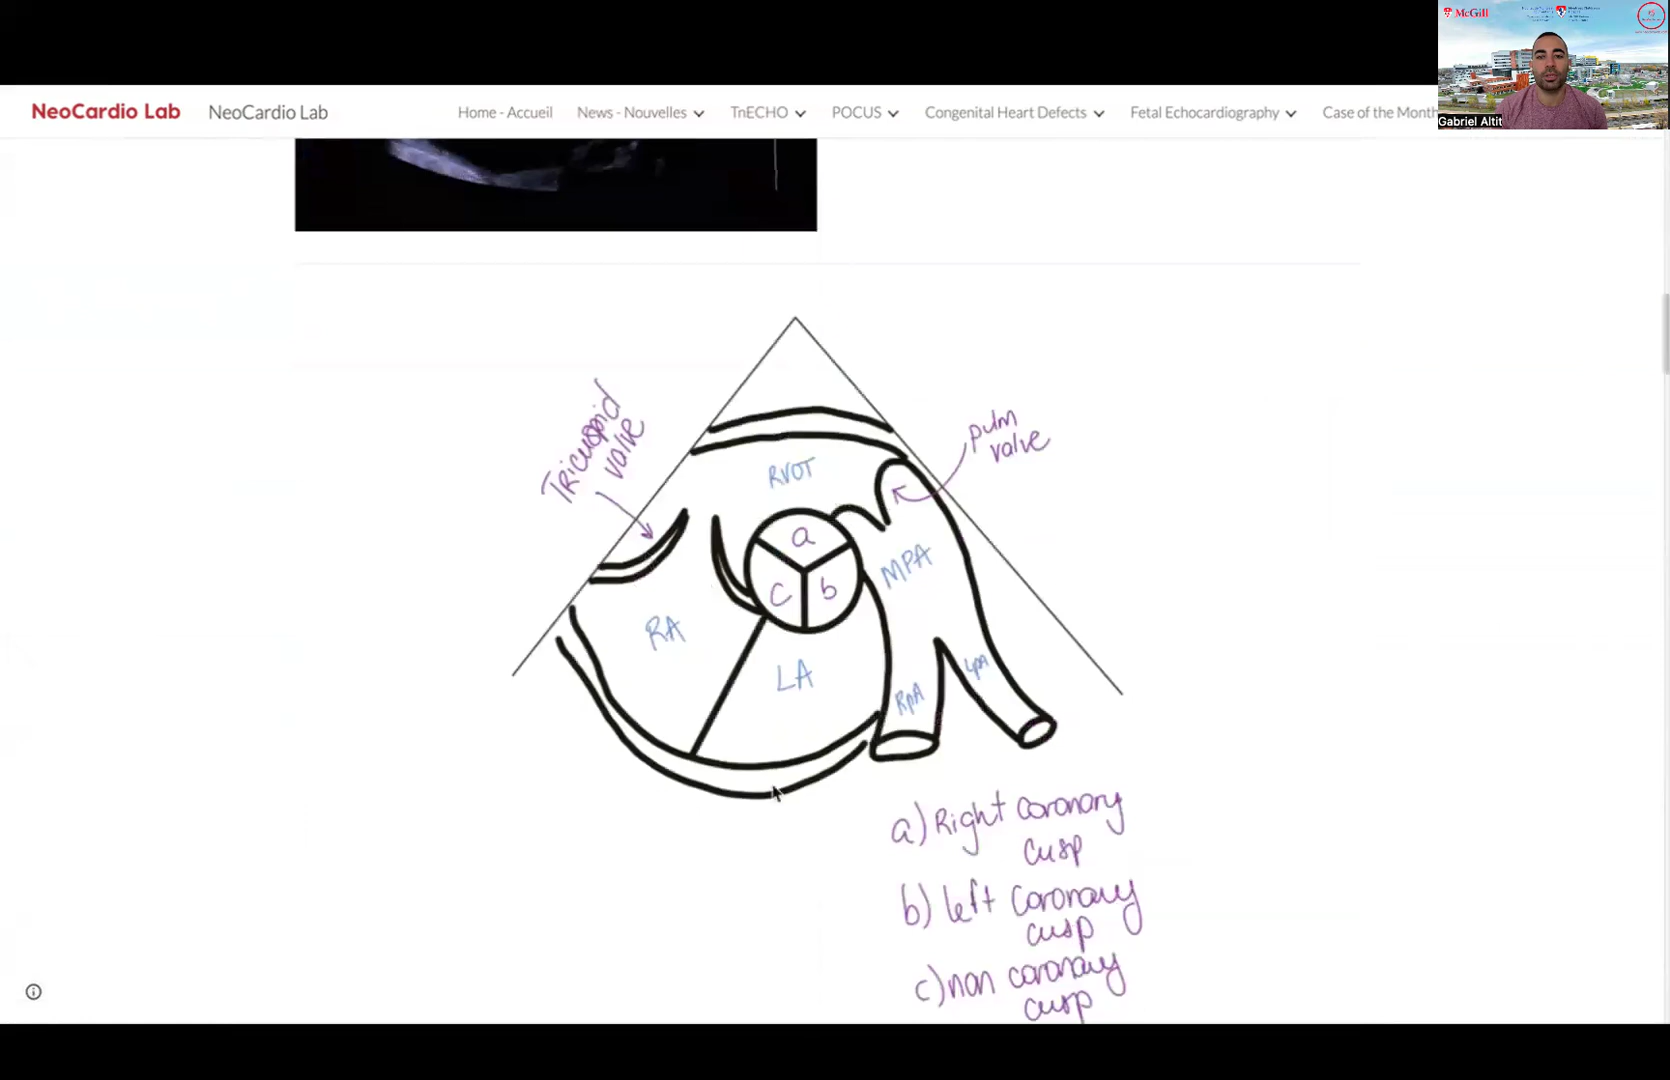 McGill
Gabriel Altit
NeoCardio Lab
NeoCardio Lab
Home - Accueil
News - Nouvelles
TnECHO
POCUS
Congenital Heart Defects
Fetal Echocardiography
Case of the Month
Tricuspid
valve
pulm
valve
RVOT
a
c
b
MPA
RA
LA
RPA
LPA
a) Right coronary
cusp
b) left coronary
cusp
c) non coronary
cusp